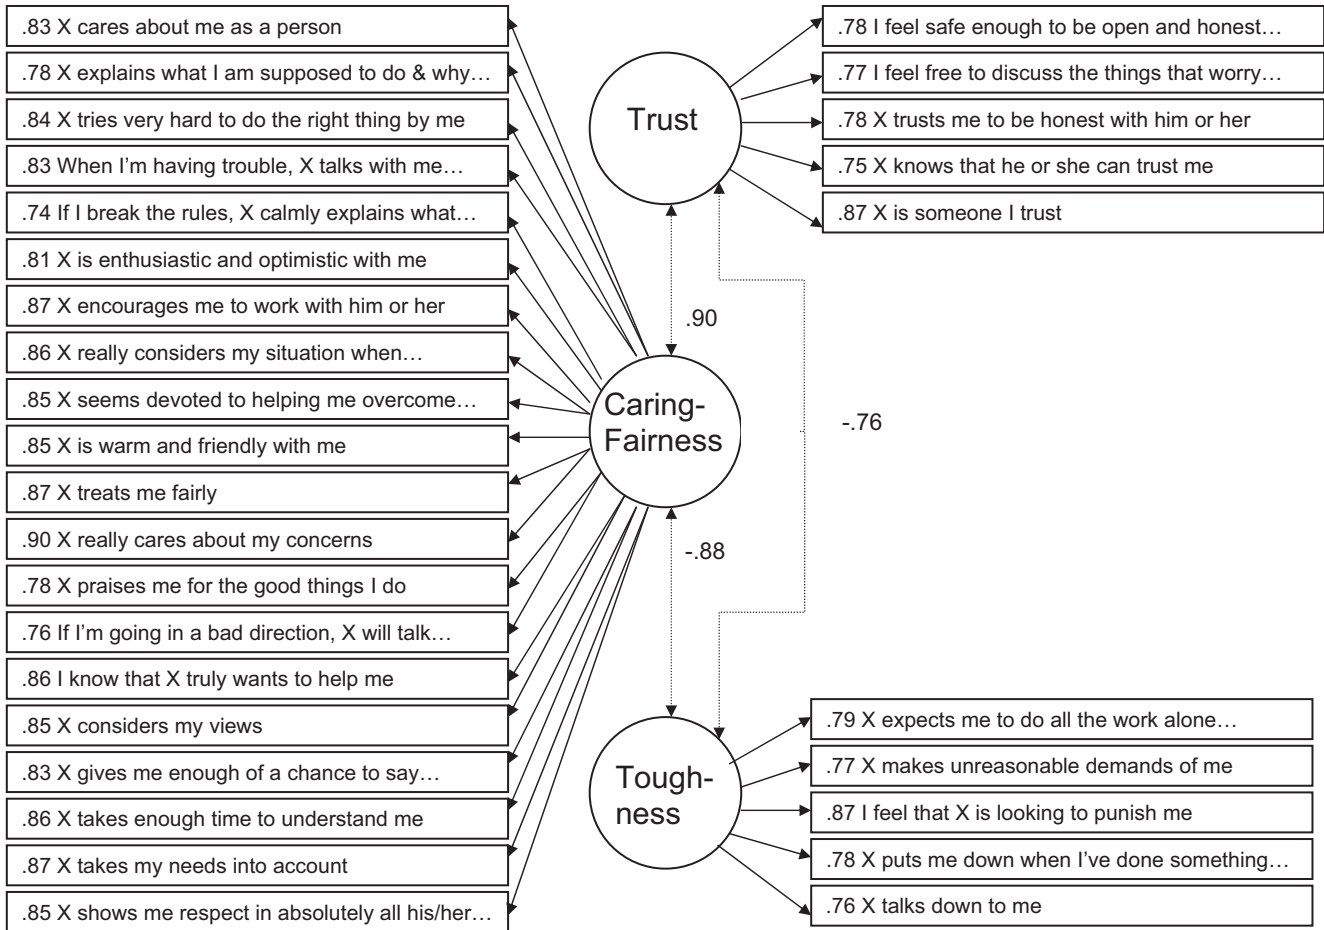 .83 X cares about me as a person
.78 X explains what I am supposed to do & why…
.84 X tries very hard to do the right thing by me
.83 When I'm having trouble, X talks with me…
.74 If I break the rules, X calmly explains what…
.81 X is enthusiastic and optimistic with me
.87 X encourages me to work with him or her
.86 X really considers my situation when…
.85 X seems devoted to helping me overcome…
.85 X is warm and friendly with me
.87 X treats me fairly
.90 X really cares about my concerns
.78 X praises me for the good things I do
.76 If I'm going in a bad direction, X will talk…
.86 I know that X truly wants to help me
.85 X considers my views
.83 X gives me enough of a chance to say…
.86 X takes enough time to understand me
.87 X takes my needs into account
.85 X shows me respect in absolutely all his/her…
Trust
.90
Caring-
Fairness
-.88
-.76
Tough-
ness
.78 I feel safe enough to be open and honest…
.77 I feel free to discuss the things that worry…
.78 X trusts me to be honest with him or her
.75 X knows that he or she can trust me
.87 X is someone I trust
.79 X expects me to do all the work alone…
.77 X makes unreasonable demands of me
.87 I feel that X is looking to punish me
.78 X puts me down when I've done something…
.76 X talks down to me